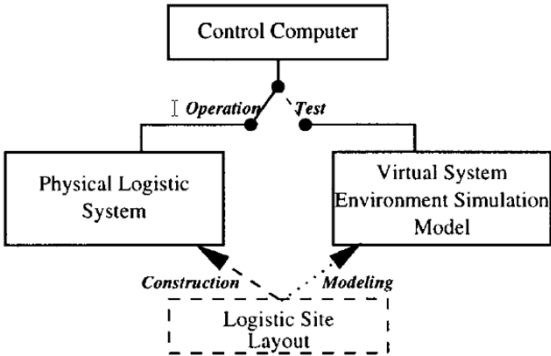 Control Computer
Operation Test
Physical Logistic
System
Virtual System
Environment Simulation
Model
Construction Modeling
Logistic Site
Layout